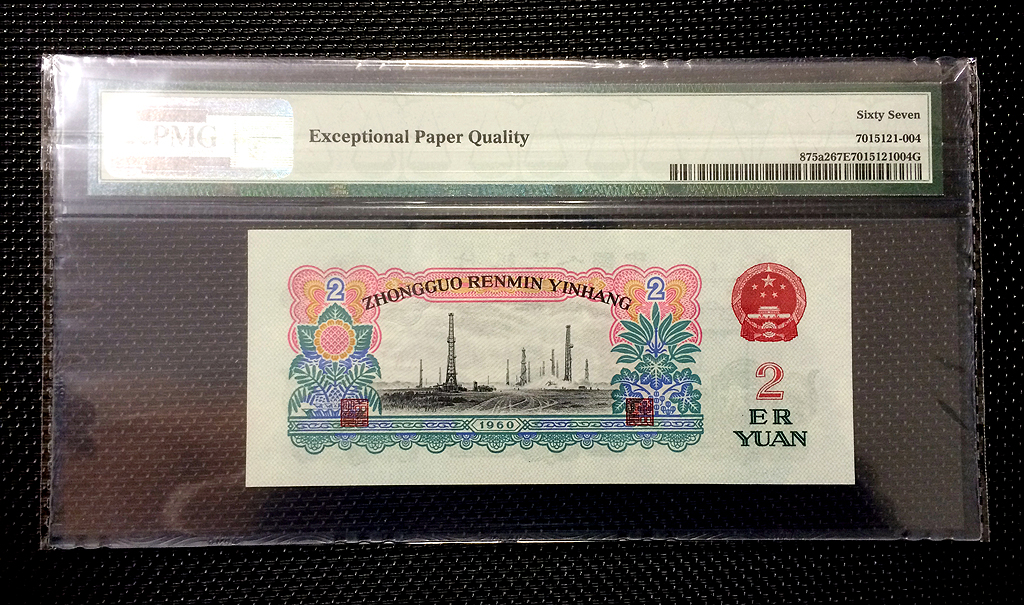 PMG
Exceptional Paper Quality
Sixty Seven
7015121-004
875a267E7015121004G
2
ZHONGGUO RENMIN YINHANG
2
2
ER
YUAN
1960